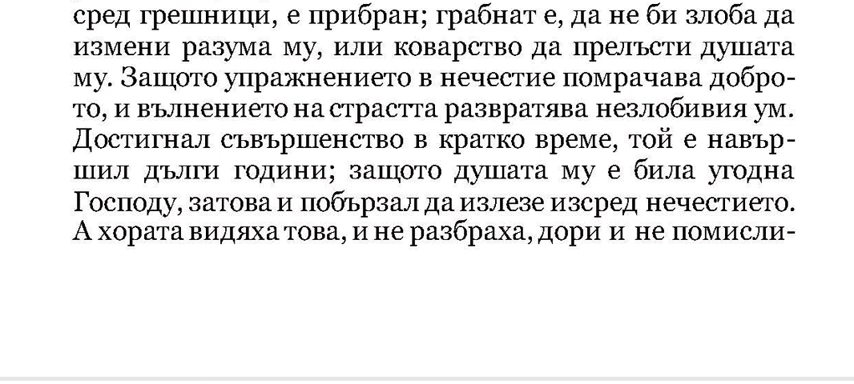 сред грешници, е прибран; грабнат е, да не би злоба да
измени разума му, или коварство да прелъсти душата
му. Защото упражнението в нечестие помрачава добро-
то, и вълнението на страстта развратява незлобивия ум.
Достигнал съвършенство в кратко време, той е навър-
шил дълги години; защото душата му е била угодна
Господу, затова и побързал да излезе изсред нечестието.
А хората видяха това, и не разбраха, дори и не помисли-